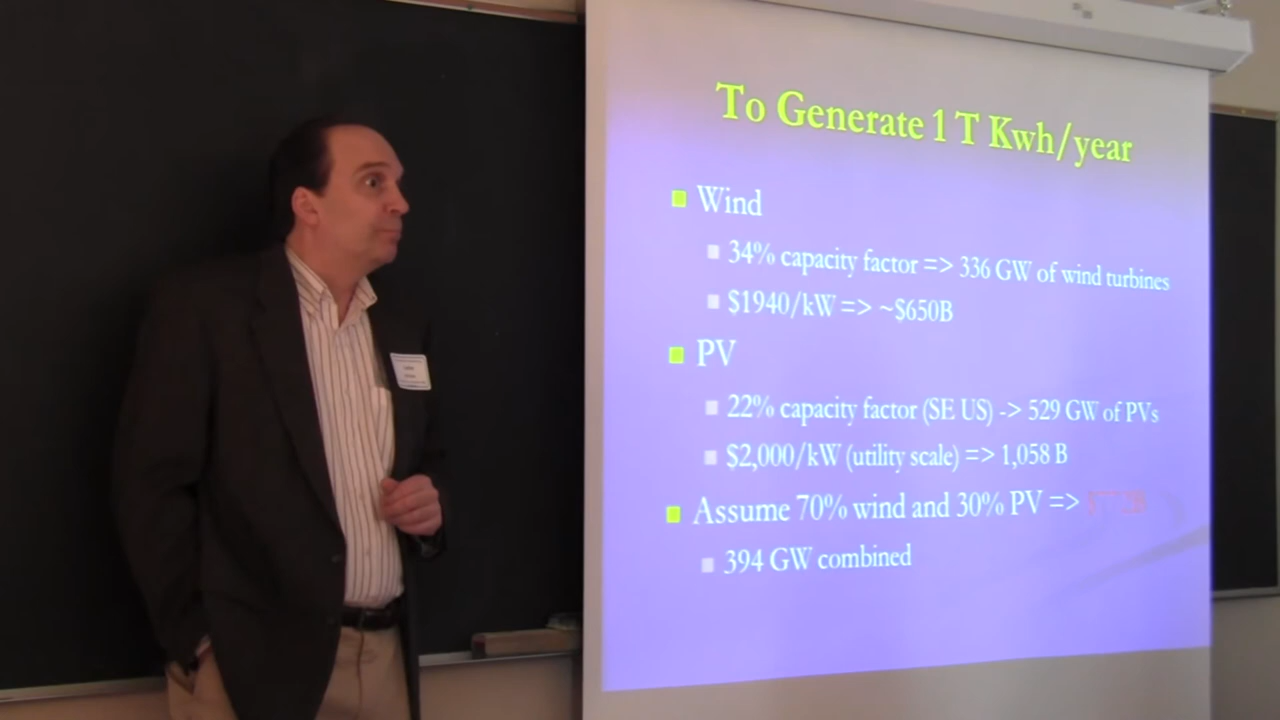 To Generate 1 T Kwh/year
Wind
34% capacity factor => 336 GW of wind turbines
$1940/kW => ~$650B
PV
22% capacity factor (SE US) -> 529 GW of PVs
$2,000/kW (utility scale) => 1,058 B
Assume 70% wind and 30% PV =>
394 GW combined